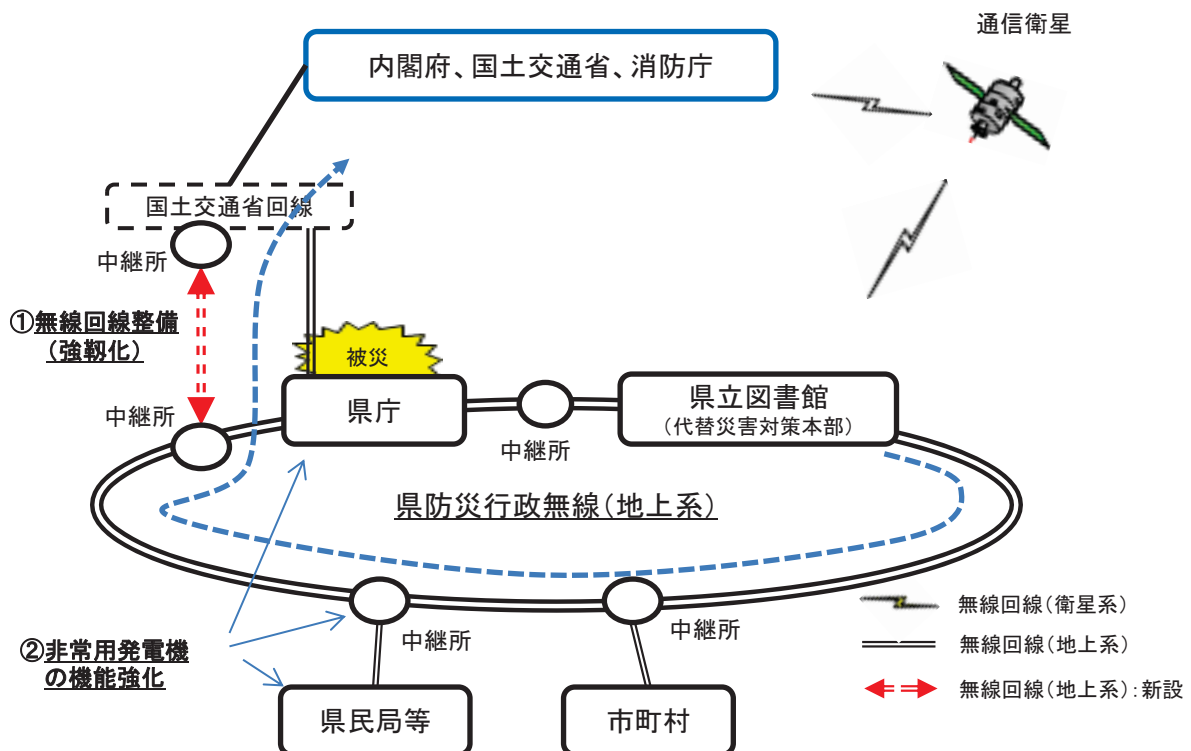 通信衛星
内閣府、国土交通省、消防庁
国土交通省回線
中継所
①無線回線整備
(強靱化)
被災
県庁
県立図書館
(代替災害対策本部)
中継所
中継所
県防災行政無線(地上系)
無線回線(衛星系)
中継所
中継所
無線回線(地上系)
②非常用発電機
の機能強化
無線回線(地上系):新設
県民局等
市町村